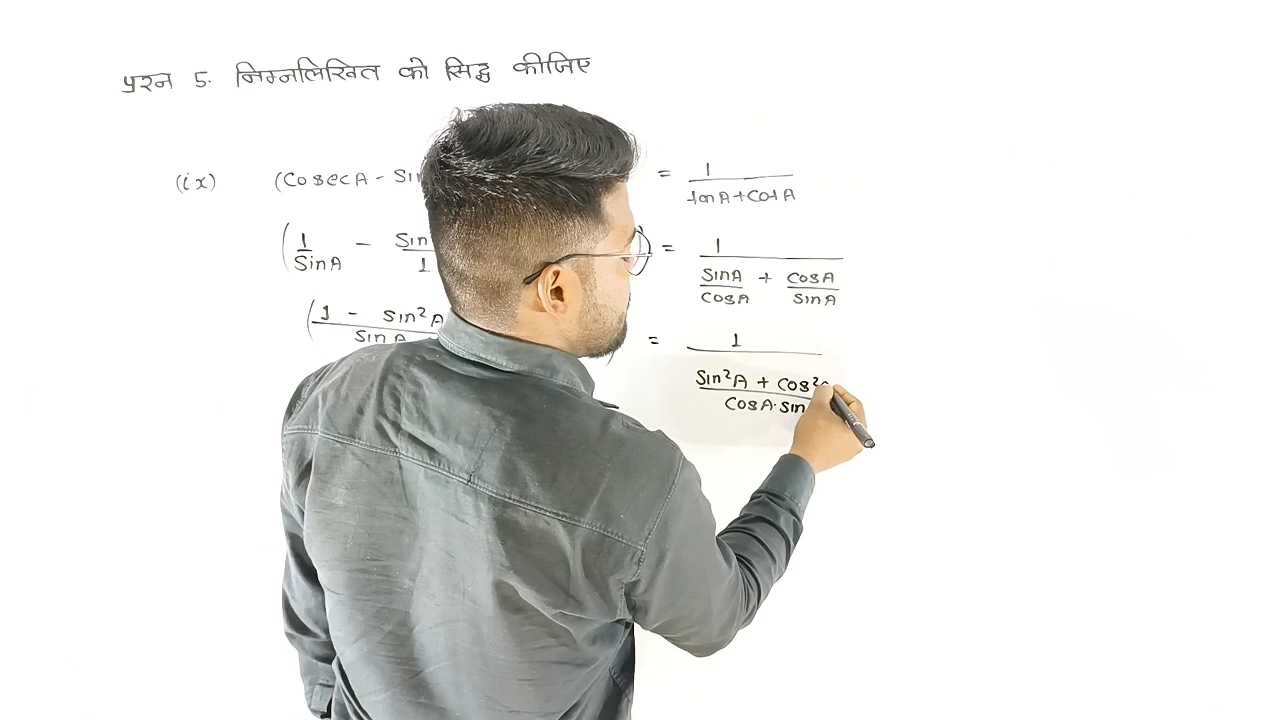 प्रश्न 5. निम्नलिखित को सिद्ध कीजिए
(ix) (CosecA - Sin = 1/(tanA+CotA)
(1/SinA - Sin/1 ) = 1/(SinA/CosA + CosA/SinA)
(1 - Sin²A/SinA = 1/(Sin²A + Cos²/CosA·Sin)